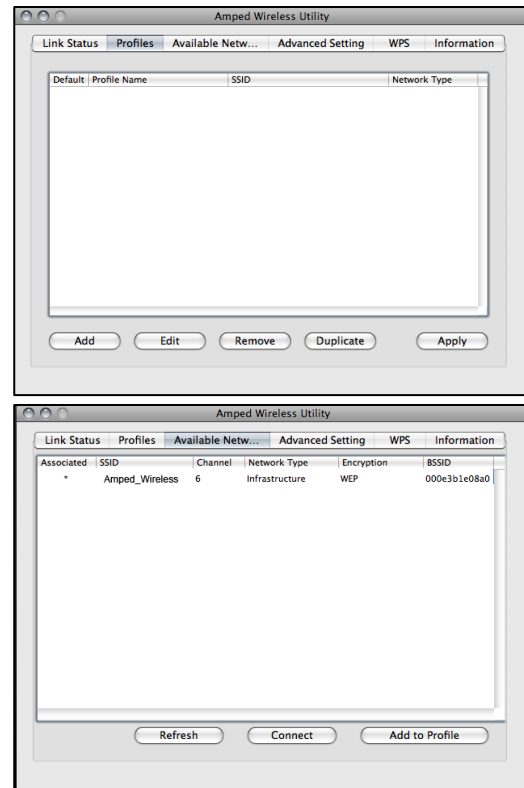 Amped Wireless Utility
Link Status Profiles Available Netw... Advanced Setting WPS Information
Default Profile Name SSID Network Type
Add Edit Remove Duplicate Apply
Amped Wireless Utility
Link Status Profiles Available Netw... Advanced Setting WPS Information
Associated SSID Channel Network Type Encryption BSSID
* Amped_Wireless 6 Infrastructure WEP 000e3b1e08a0
Refresh Connect Add to Profile